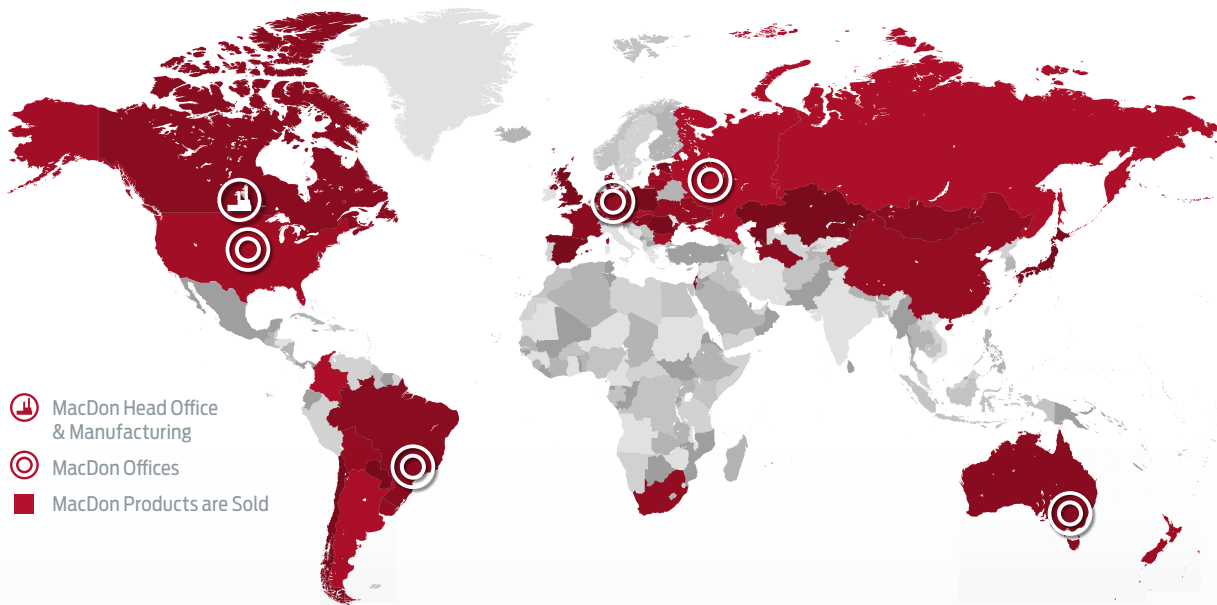 MacDon Head Office
& Manufacturing
MacDon Offices
MacDon Products are Sold